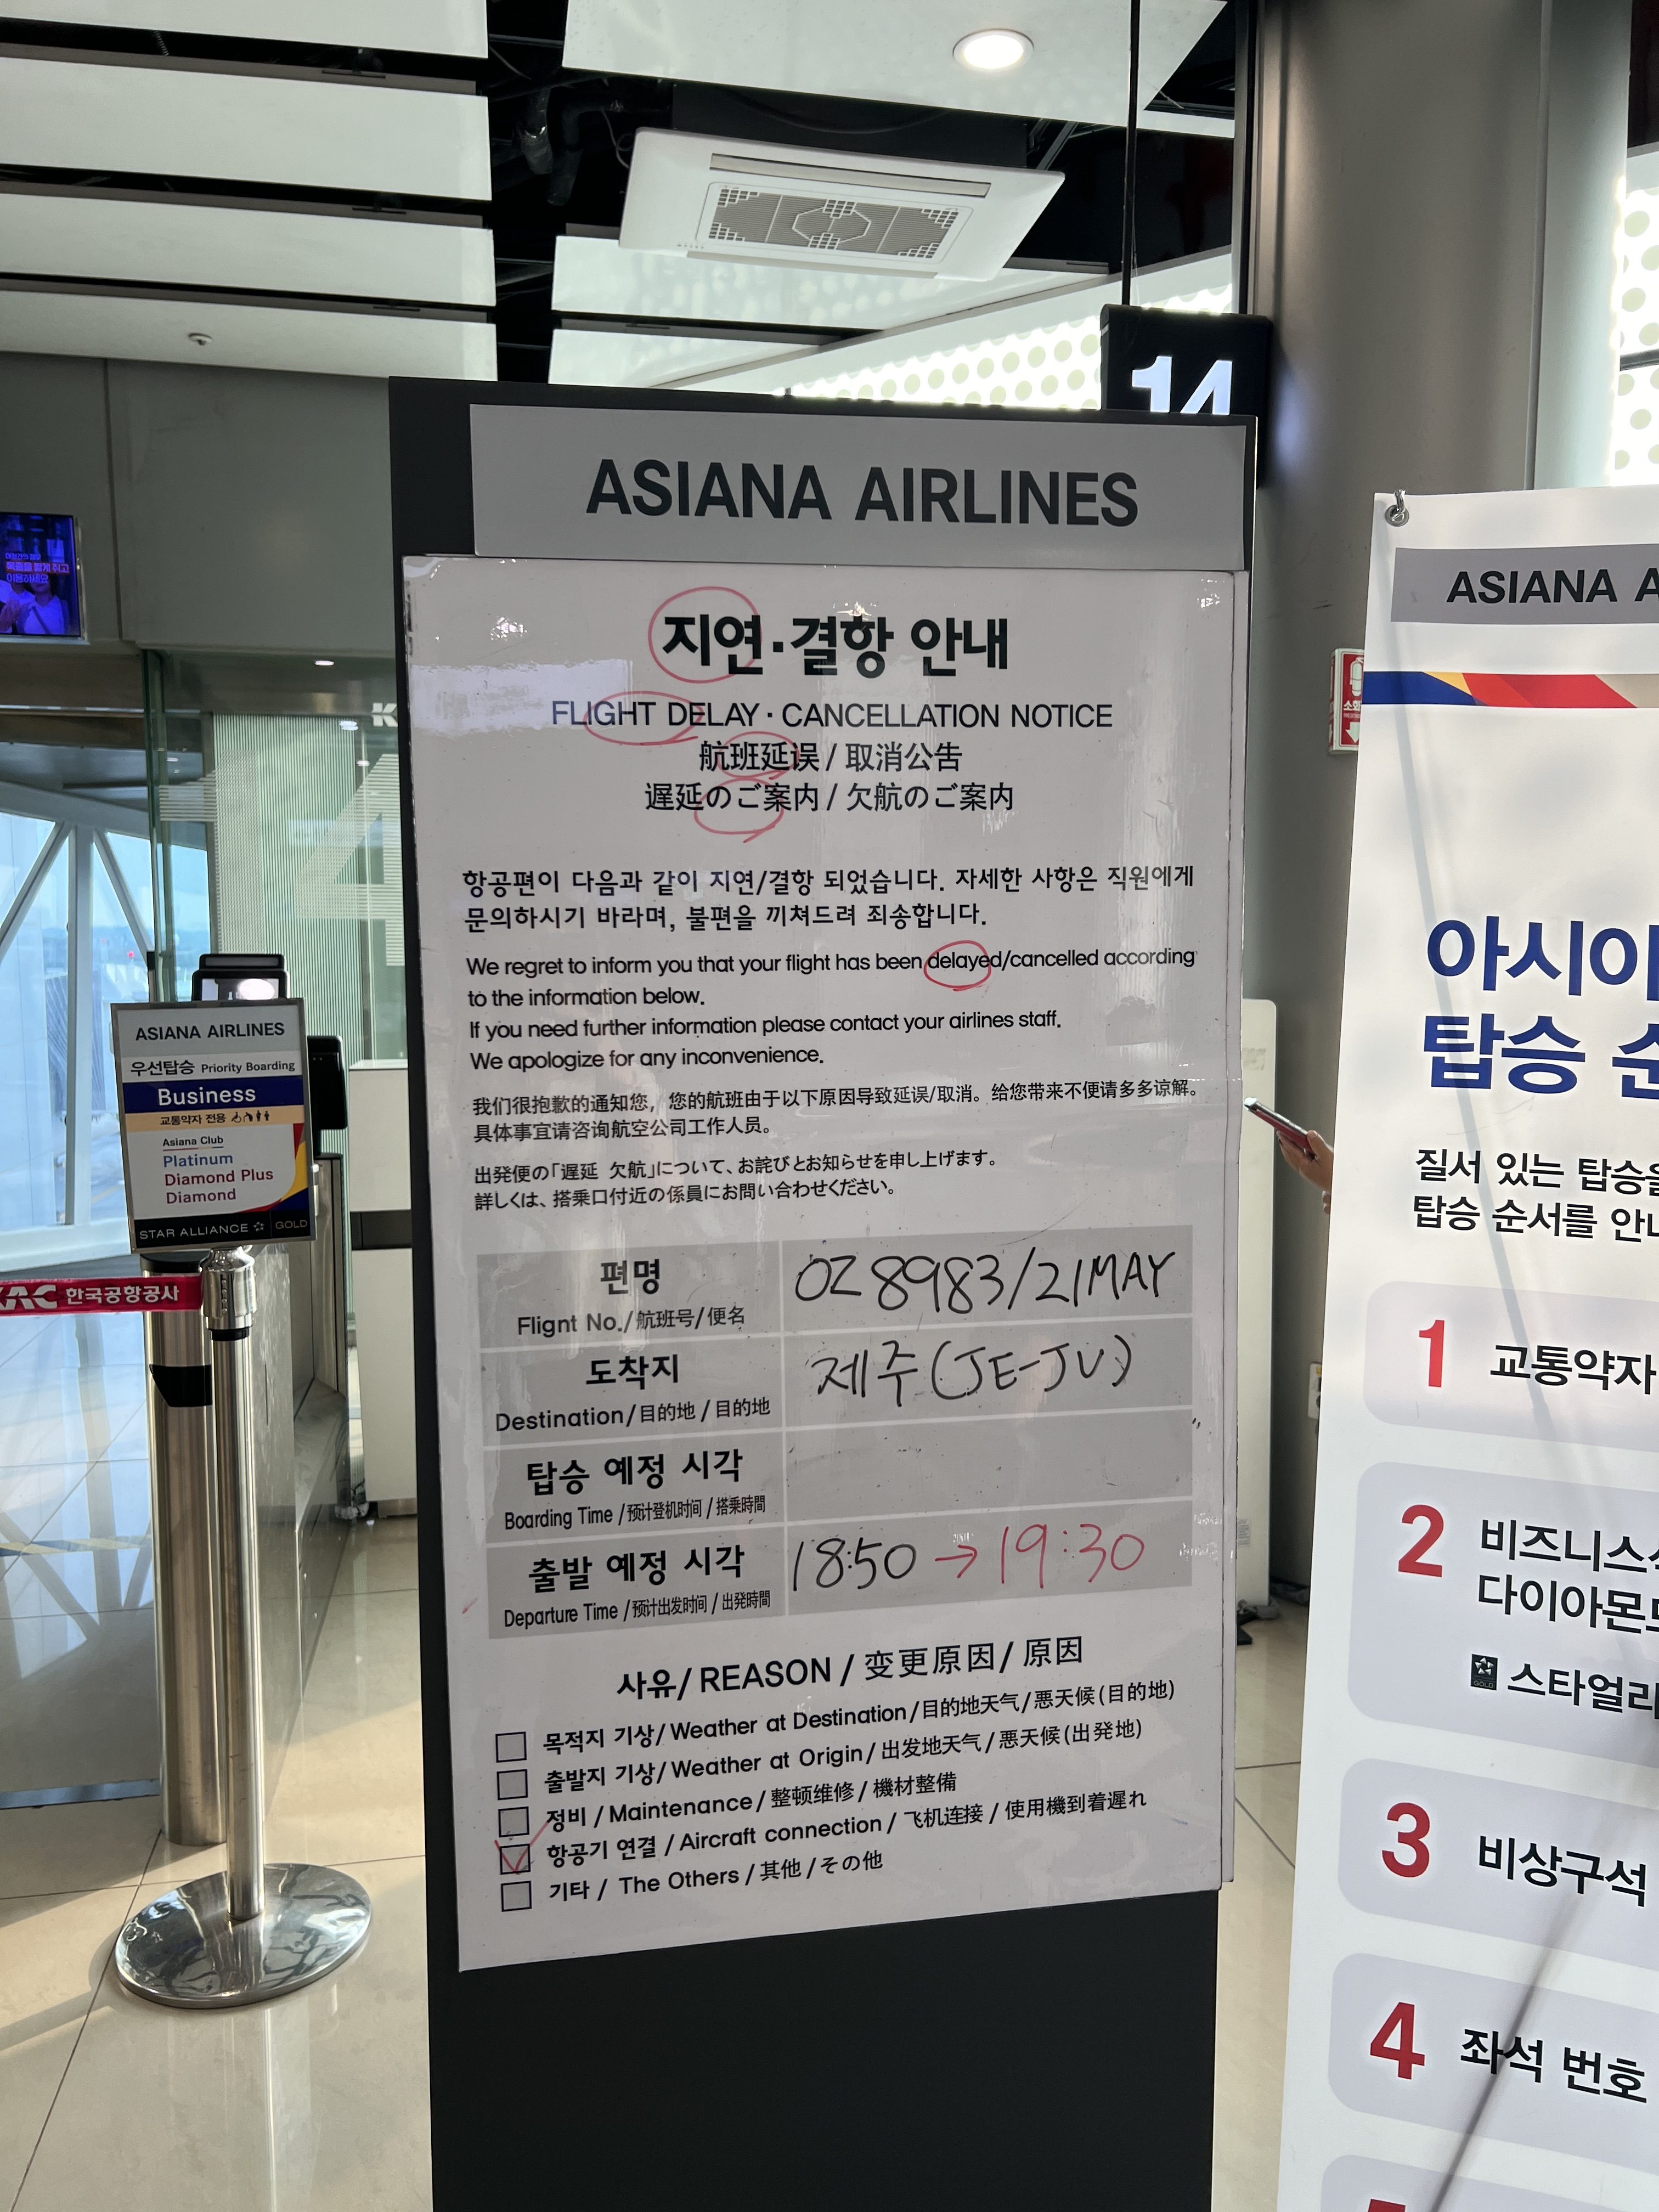 14
ASIANA AIRLINES
지연·결항 안내
FLIGHT DELAY · CANCELLATION NOTICE
航班延误 / 取消公告
遅延のご案内 / 欠航のご案内
항공편이 다음과 같이 지연/결항 되었습니다. 자세한 사항은 직원에게
문의하시기 바라며, 불편을 끼쳐드려 죄송합니다.
We regret to inform you that your flight has been delayed/cancelled according
to the information below.
If you need further information please contact your airlines staff.
We apologize for any inconvenience.
我们很抱歉的通知您, 您的航班由于以下原因导致延误/取消。给您带来不便请多多谅解。
具体事宜请咨询航空公司工作人员。
出発便の「遅延 欠航」について、お詫びとお知らせを申し上げます。
詳しくは、搭乗口付近の係員にお問い合わせください。
편명 OZ 8983/21MAY
Flignt No./航班号/便名
도착지 제주(JE-JU)
Destination/目的地/目的地
탑승 예정 시각
Boarding Time/预计登机时间/搭乗時間
출발 예정 시각 18:50 → 19:30
Departure Time/预计出发时间/出発時間
사유/REASON/变更原因/原因
목적지 기상/Weather at Destination/目的地天气/悪天候(目的地)
출발지 기상/Weather at Origin/出发地天气/悪天候(出発地)
정비/Maintenance/整顿维修/機材整備
항공기 연결/Aircraft connection/飞机连接/使用機到着遅れ
기타/The Others/其他/その他
ASIANA AIRLINES
우선탑승 Priority Boarding
Business
교통약자 전용
Asiana Club
Platinum
Diamond Plus
Diamond
STAR ALLIANCE GOLD
KAC 한국공항공사
이용하세요
14
ASIANA A
아시아
탑승 순
질서 있는 탑승을
탑승 순서를 안내
1 교통약자
2 비즈니스
다이아몬드
스타얼라
3 비상구석
4 좌석 번호